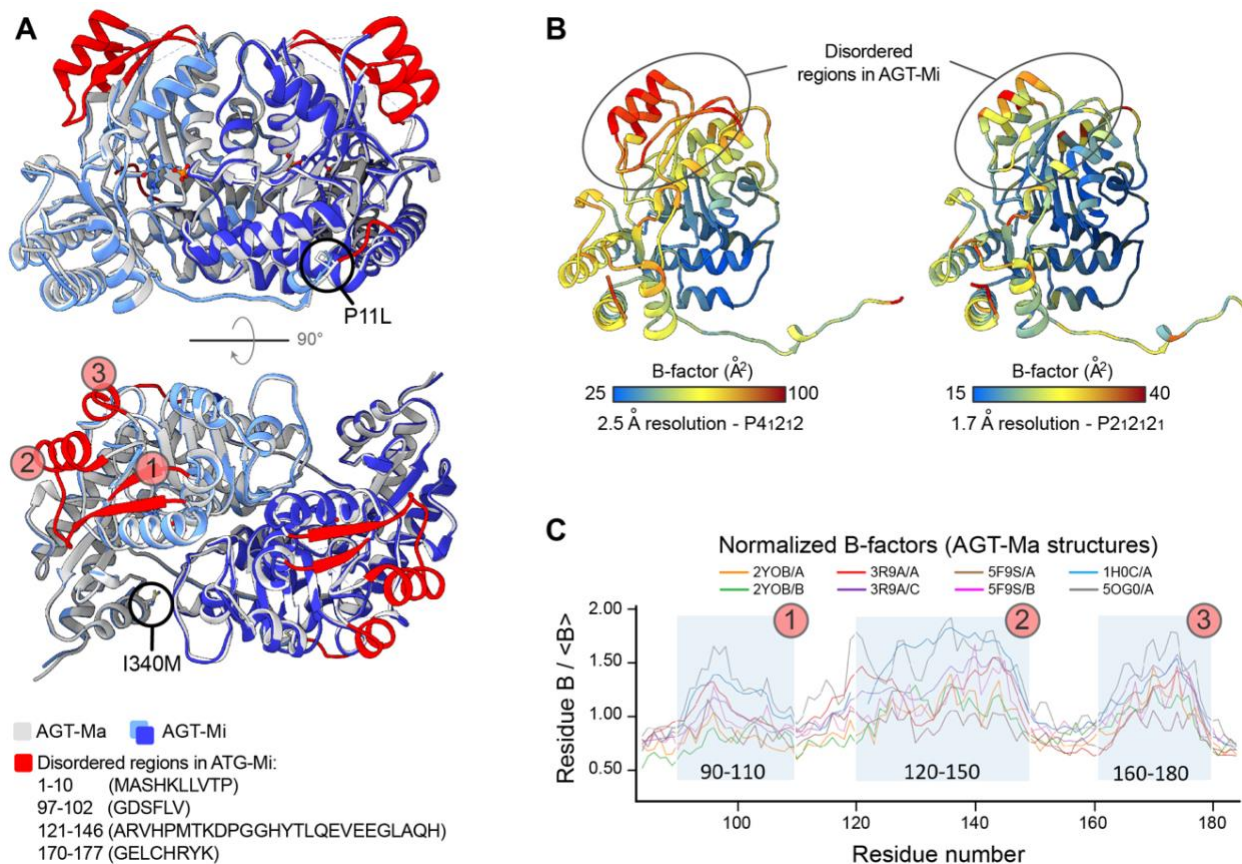 A
P11L
90°
3
2
1
I340M
AGT-Ma AGT-Mi
Disordered regions in ATG-Mi:
1-10 (MASHKLLVTP)
97-102 (GDSFLV)
121-146 (ARVHPMTKDPGGHYTLQEVEEGLAQH)
170-177 (GELCHRYK)
B
Disordered
regions in AGT-Mi
B-factor (Å²) B-factor (Å²)
25 100 15 40
2.5 Å resolution - P41212 1.7 Å resolution - P212121
C
Normalized B-factors (AGT-Ma structures)
2YOB/A 3R9A/A 5F9S/A 1H0C/A
2YOB/B 3R9A/C 5F9S/B 5OG0/A
Residue B / <B>
2.00
1.50
1.00
0.50
1 2 3
90-110 120-150 160-180
100 120 140 160 180
Residue number